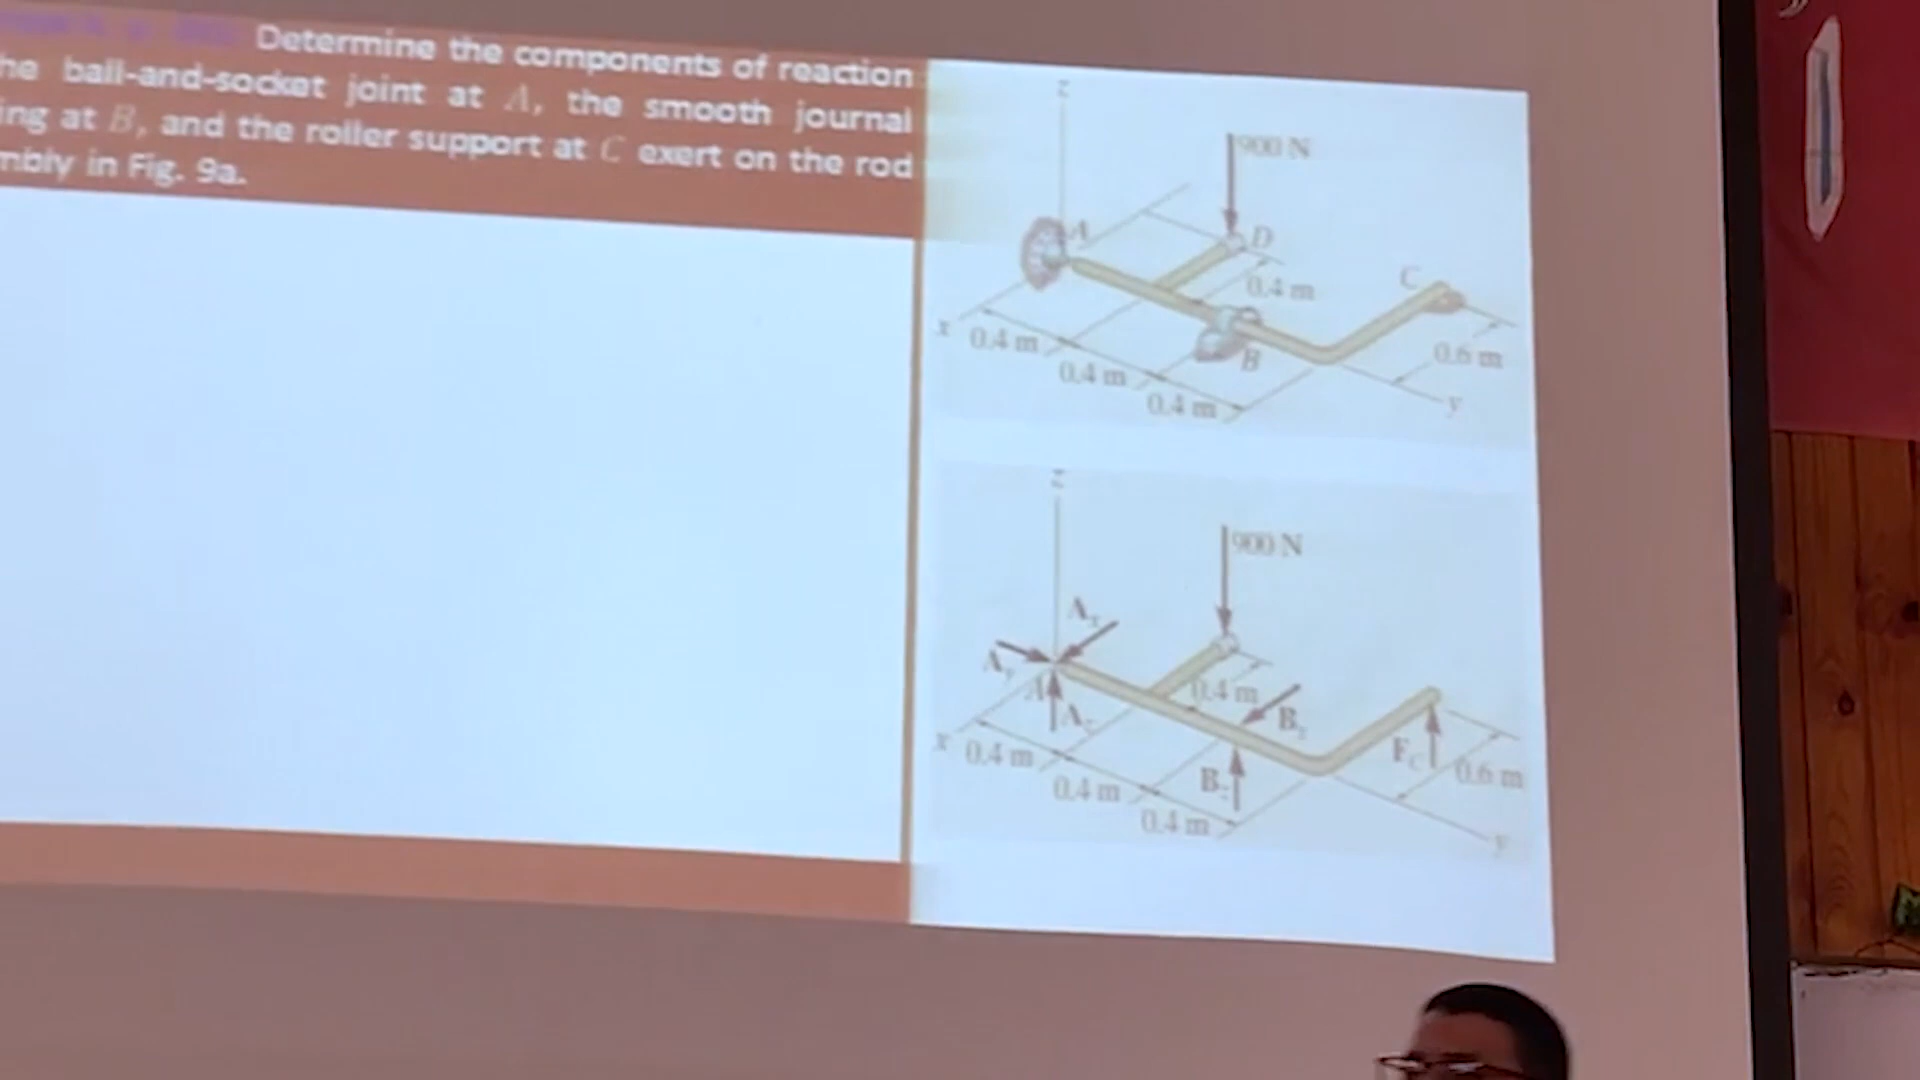 Determine the components of reaction
he ball-and-socket joint at A, the smooth journal
ing at B, and the roller support at C exert on the rod
mbly in Fig. 9a.
z
900 N
A
D
0.4 m
C
x
0.4 m
0.6 m
B
0.4 m
0.4 m
y
z
900 N
Ax
Ay
A
Az
0.4 m
Bx
x
0.4 m
Bz
FC
0.6 m
0.4 m
0.4 m
y